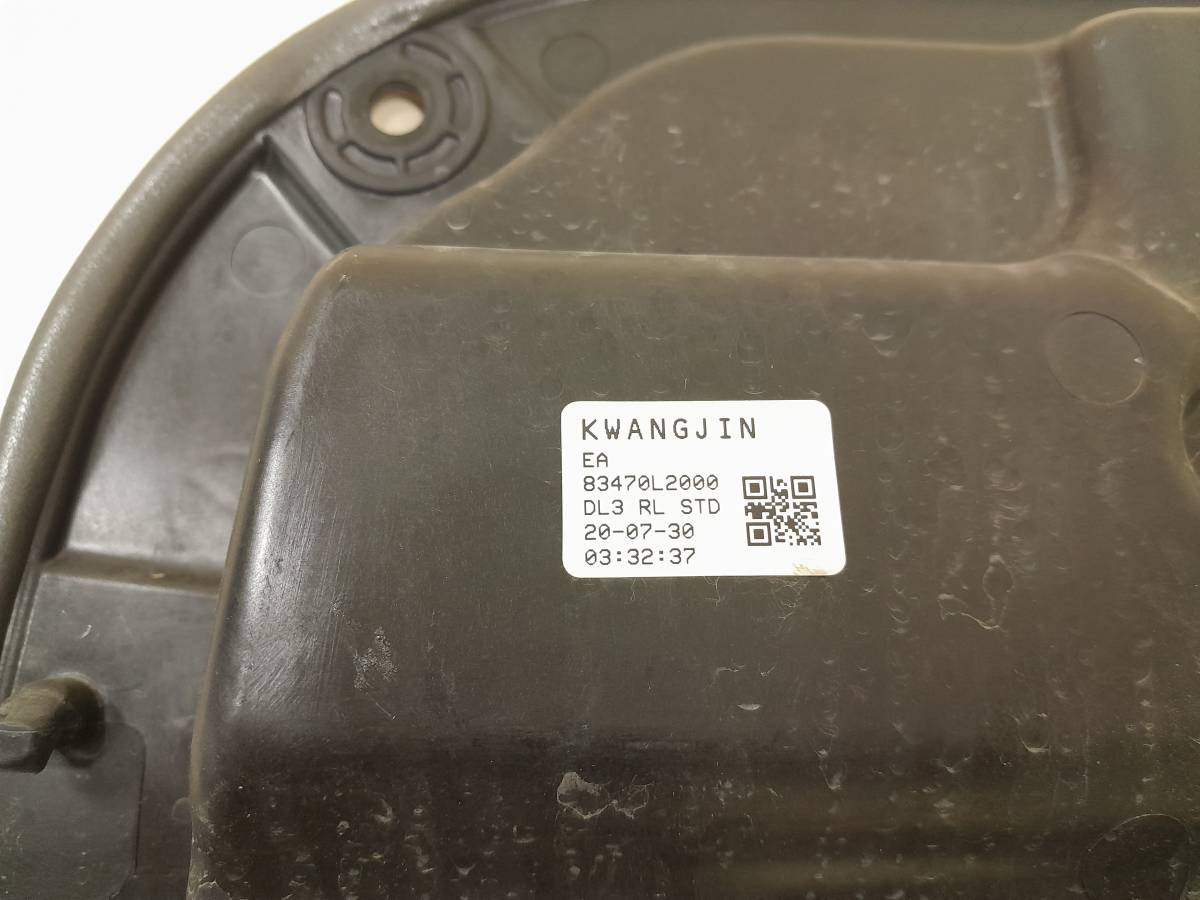 KWANGJIN
EA
83470L2000
DL3 RL STD
20-07-30
03:32:37